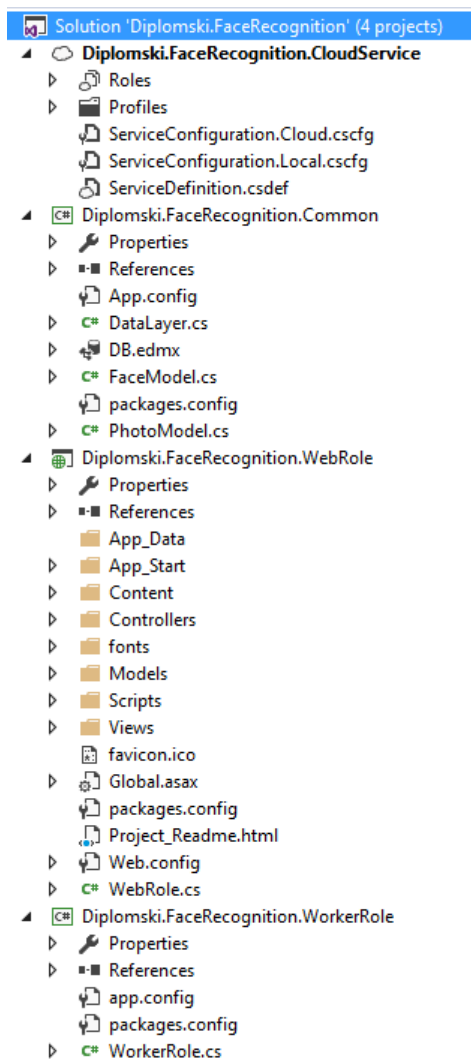 Solution 'Diplomski.FaceRecognition' (4 projects)
Diplomski.FaceRecognition.CloudService
Roles
Profiles
ServiceConfiguration.Cloud.cscfg
ServiceConfiguration.Local.cscfg
ServiceDefinition.csdef
C# Diplomski.FaceRecognition.Common
Properties
References
App.config
C# DataLayer.cs
DB.edmx
C# FaceModel.cs
packages.config
C# PhotoModel.cs
Diplomski.FaceRecognition.WebRole
Properties
References
App_Data
App_Start
Content
Controllers
fonts
Models
Scripts
Views
favicon.ico
Global.asax
packages.config
Project_Readme.html
Web.config
C# WebRole.cs
C# Diplomski.FaceRecognition.WorkerRole
Properties
References
app.config
packages.config
C# WorkerRole.cs